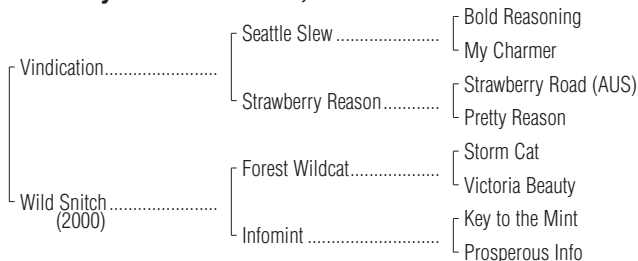 Bold Reasoning
Seattle Slew
My Charmer
Vindication
Strawberry Road (AUS)
Strawberry Reason
Pretty Reason
Storm Cat
Forest Wildcat
Victoria Beauty
Wild Snitch
(2000)
Key to the Mint
Infomint
Prosperous Info